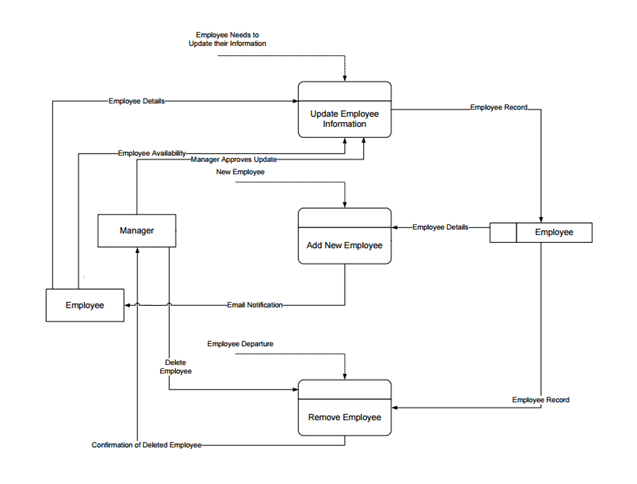 Employee Needs to
Update their Information
Employee Details
Update Employee
Information
Employee Record
Employee Availability
Manager Approves Update
New Employee
Manager
Add New Employee
Employee Details
Employee
Employee
Email Notification
Employee Departure
Delete
Employee
Remove Employee
Employee Record
Confirmation of Deleted Employee